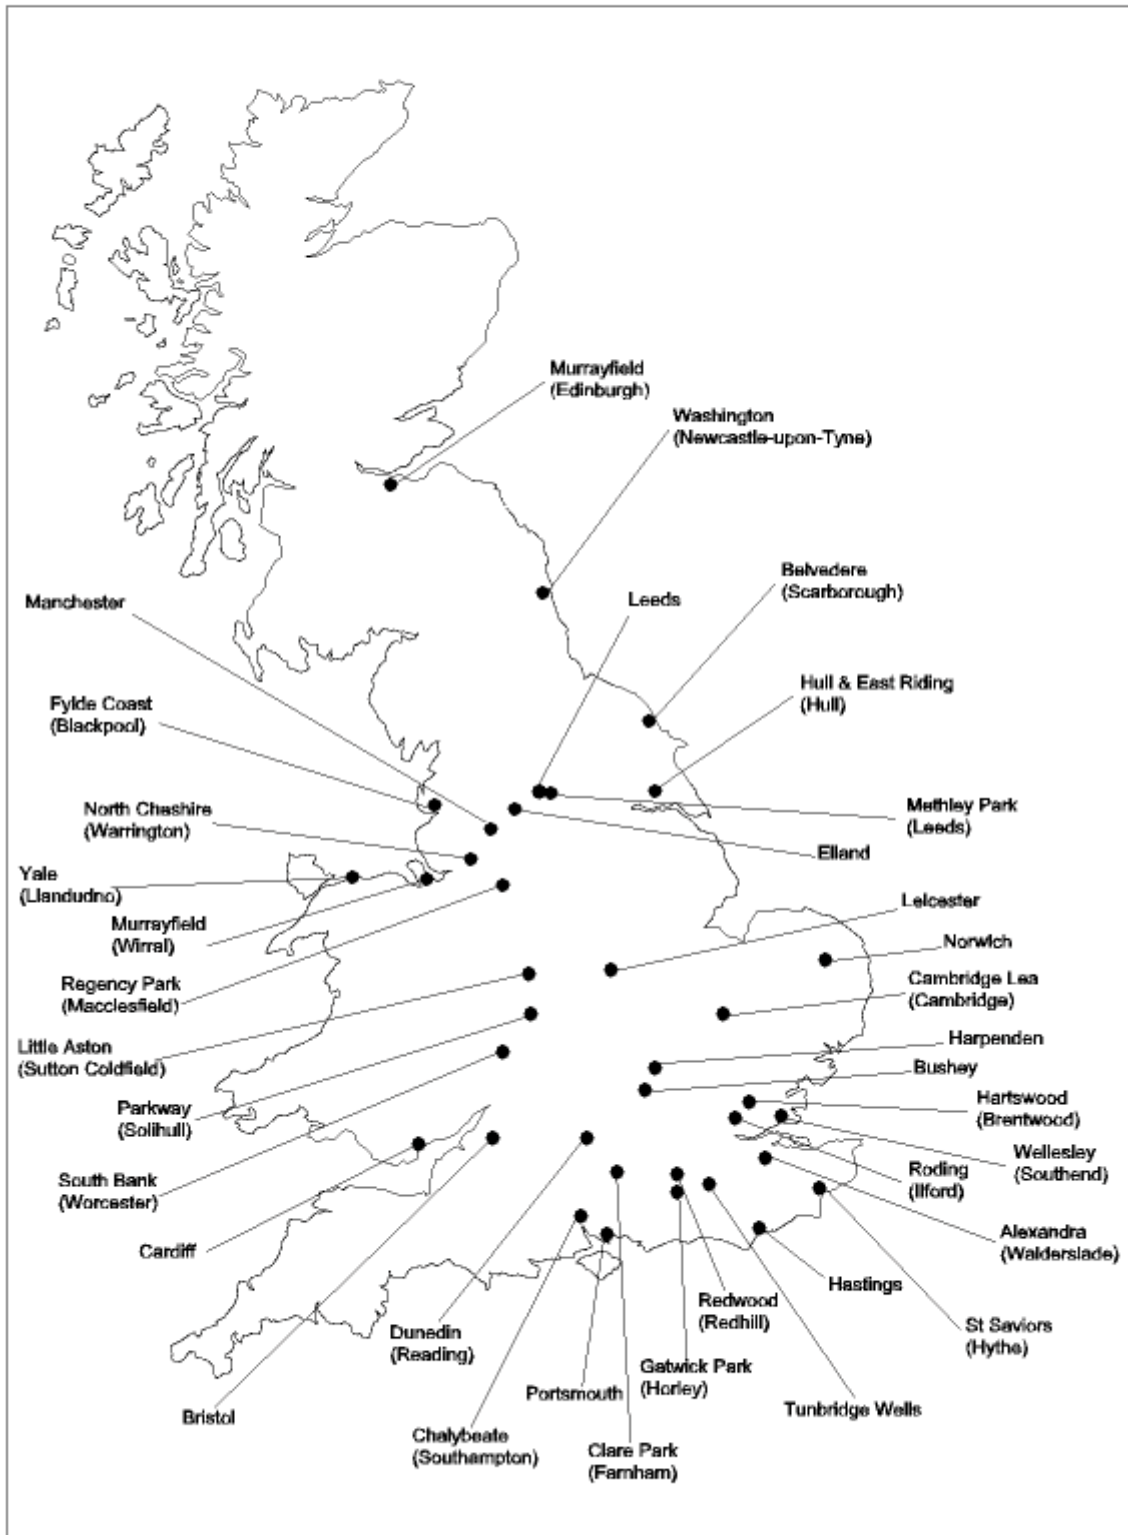 Murrayfield
(Edinburgh)
Washington
(Newcastle-upon-Tyne)
Belvedere
(Scarborough)
Manchester
Leeds
Hull & East Riding
(Hull)
Fylde Coast
(Blackpool)
North Cheshire
(Warrington)
Methley Park
(Leeds)
Elland
Yale
(Llandudno)
Leicester
Murrayfield
(Wirral)
Norwich
Regency Park
(Macclesfield)
Cambridge Lea
(Cambridge)
Little Aston
(Sutton Coldfield)
Harpenden
Bushey
Parkway
(Solihull)
Hartswood
(Brentwood)
Wellesley
(Southend)
South Bank
(Worcester)
Roding
(Ilford)
Cardiff
Alexandra
(Walderslade)
Hastings
Redwood
(Redhill)
St Saviors
(Hythe)
Dunedin
(Reading)
Gatwick Park
(Horley)
Portsmouth
Tunbridge Wells
Bristol
Chalybeate
(Southampton)
Clare Park
(Farnham)